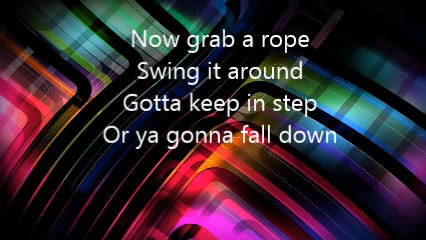 Now grab a rope
Swing it around
Gotta keep in step
Or ya gonna fall down